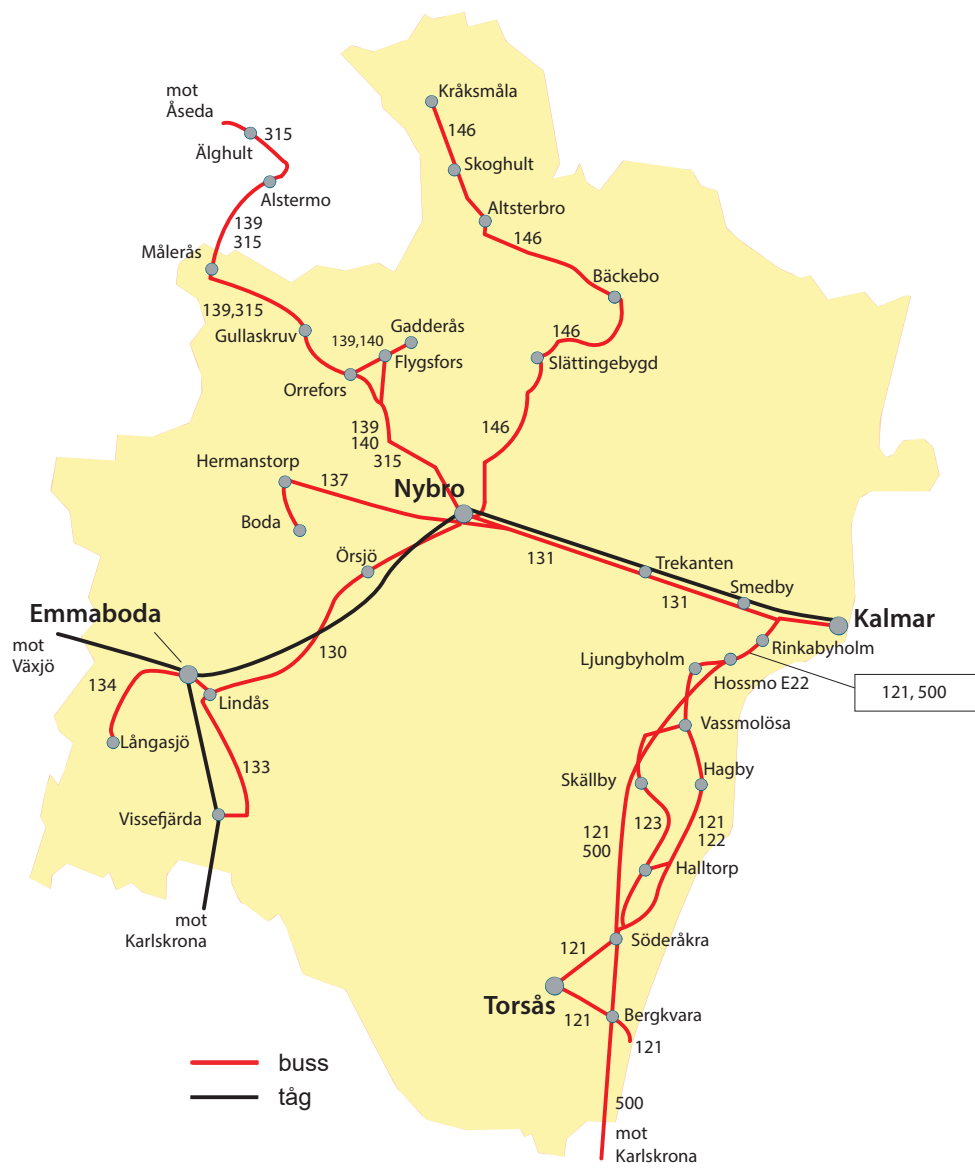 mot
Åseda
Kråksmåla
146
315
Älghult
Skoghult
Alstermo
139
315
Altsterbro
146
Målerås
Bäckebo
139,315
Gullaskruv
139,140
Gadderås
Flygsfors
146
Slättingebygd
Orrefors
139
140
315
146
Hermanstorp
137
Nybro
Boda
Örsjö
131
Trekanten
131
Smedby
Kalmar
Emmaboda
mot
Växjö
130
Rinkabyholm
Ljungbyholm
Hossmo E22
121, 500
134
Lindås
Vassmolösa
Långasjö
133
Skällby
Hagby
Vissefjärda
121
500
123
121
122
Halltorp
mot
Karlskrona
121
Söderåkra
Torsås
121
Bergkvara
121
buss
tåg
500
mot
Karlskrona